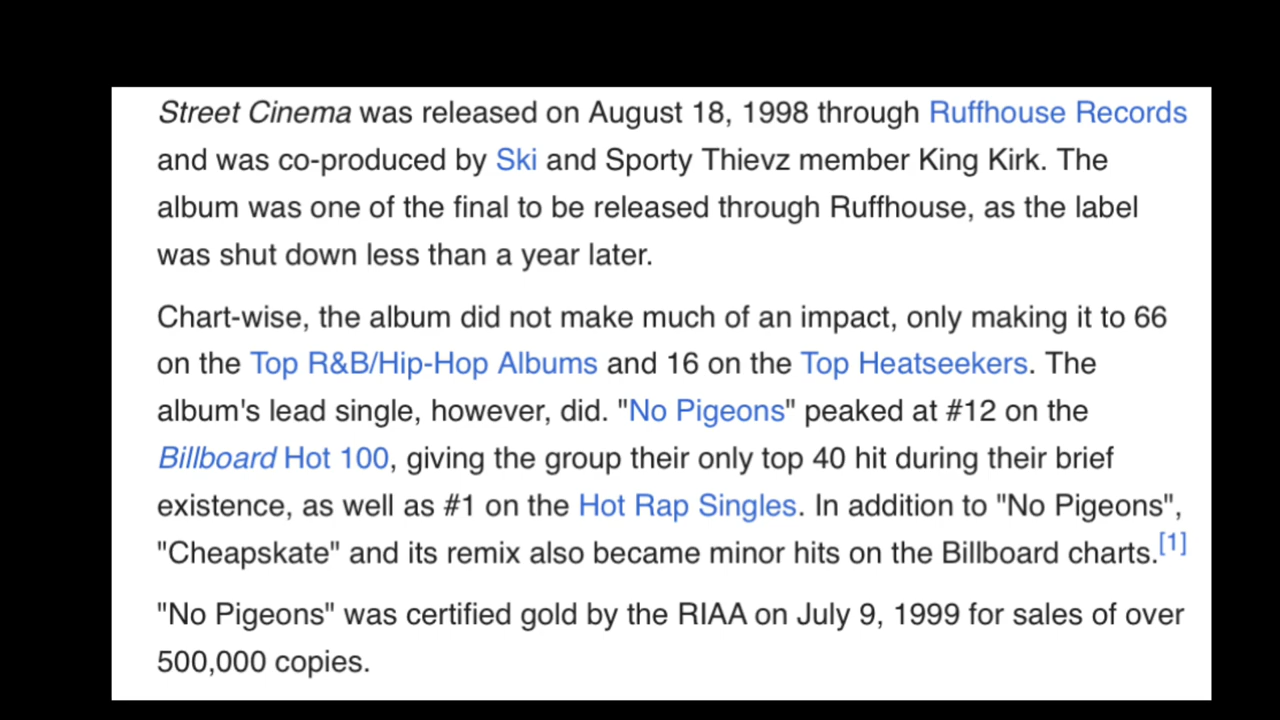 Street Cinema was released on August 18, 1998 through Ruffhouse Records
and was co-produced by Ski and Sporty Thievz member King Kirk. The
album was one of the final to be released through Ruffhouse, as the label
was shut down less than a year later.
Chart-wise, the album did not make much of an impact, only making it to 66
on the Top R&B/Hip-Hop Albums and 16 on the Top Heatseekers. The
album's lead single, however, did. "No Pigeons" peaked at #12 on the
Billboard Hot 100, giving the group their only top 40 hit during their brief
existence, as well as #1 on the Hot Rap Singles. In addition to "No Pigeons",
"Cheapskate" and its remix also became minor hits on the Billboard charts.[1]
"No Pigeons" was certified gold by the RIAA on July 9, 1999 for sales of over
500,000 copies.